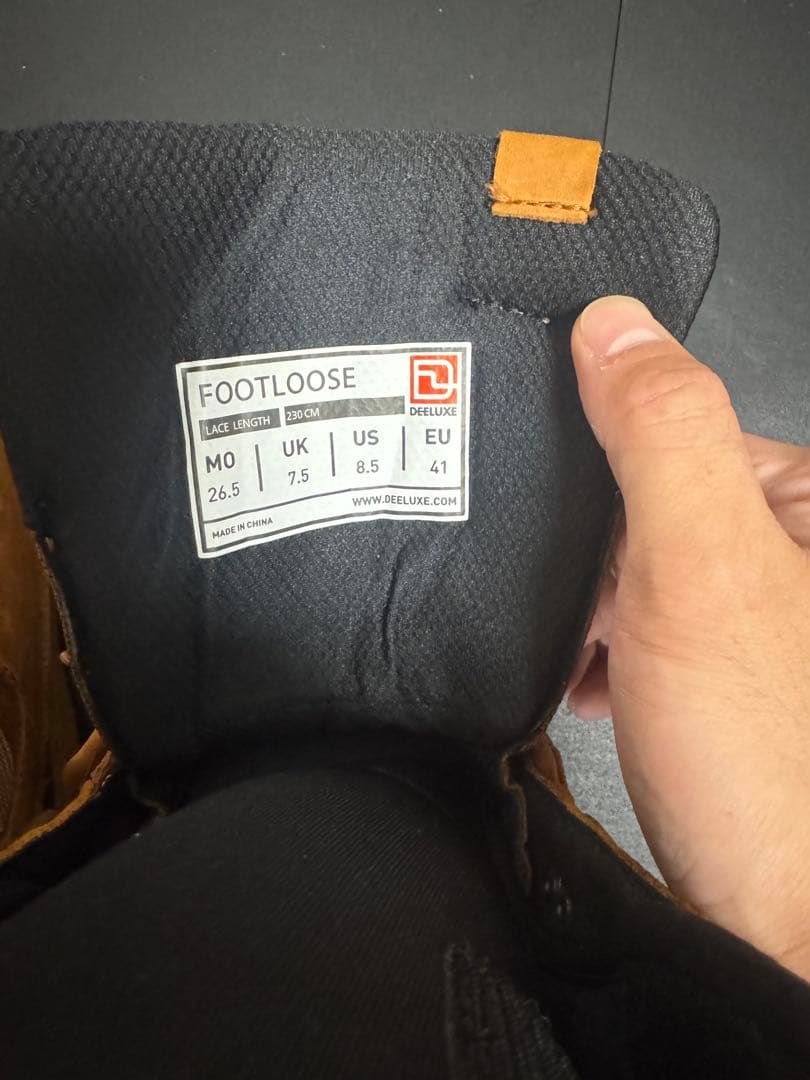 FOOTLOOSE
DEELUXE
LACE LENGTH 230 CM
MO UK US EU
26.5 7.5 8.5 41
WWW.DEELUXE.COM
MADE IN CHINA